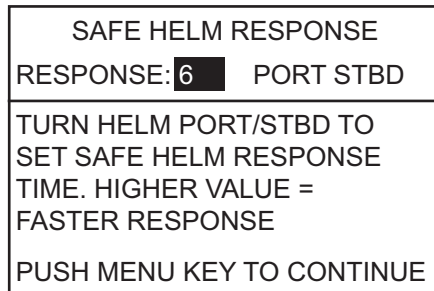 SAFE HELM RESPONSE
RESPONSE: 6 PORT STBD
TURN HELM PORT/STBD TO
SET SAFE HELM RESPONSE
TIME. HIGHER VALUE =
FASTER RESPONSE
PUSH MENU KEY TO CONTINUE